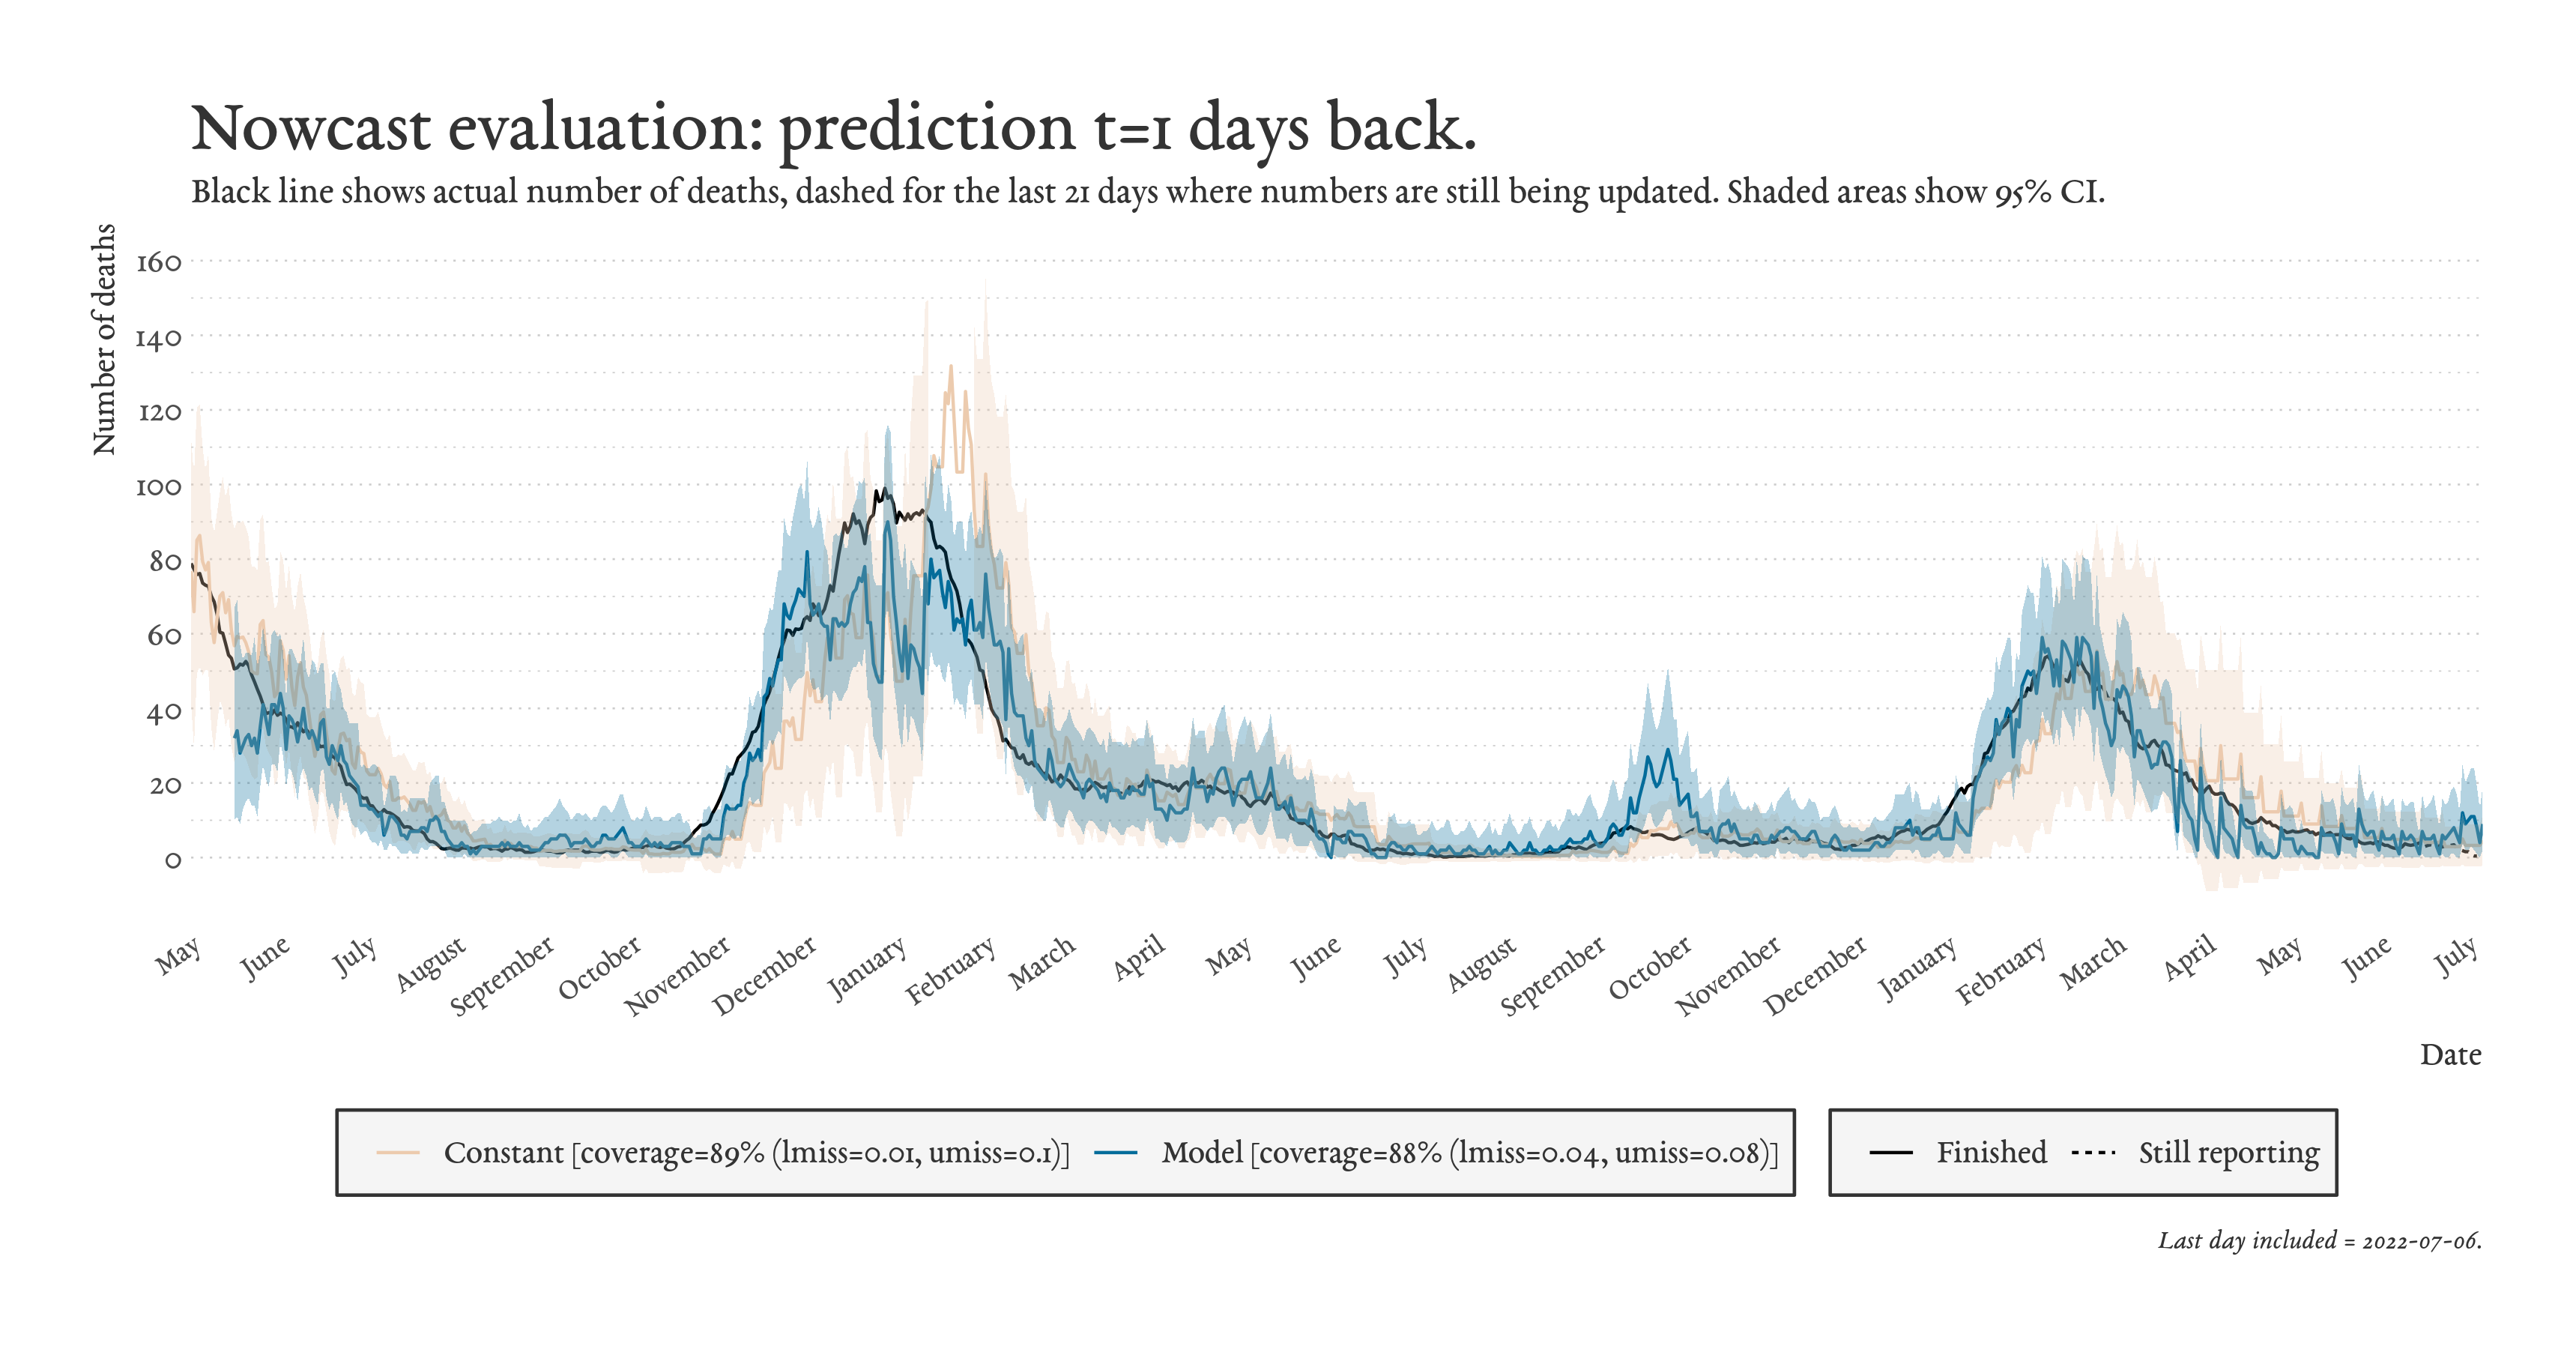 Nowcast evaluation: prediction t=1 days back.
Black line shows actual number of deaths, dashed for the last 21 days where numbers are still being updated. Shaded areas show 95% CI.
Number of deaths
160
140
120
100
80
60
40
20
0
May June July August September October November December January February March April May June July August September October November December January February March April May June July
Date
Constant [coverage=89% (lmiss=0.01, umiss=0.1)] Model [coverage=88% (lmiss=0.04, umiss=0.08)] Finished Still reporting
Last day included = 2022-07-06.